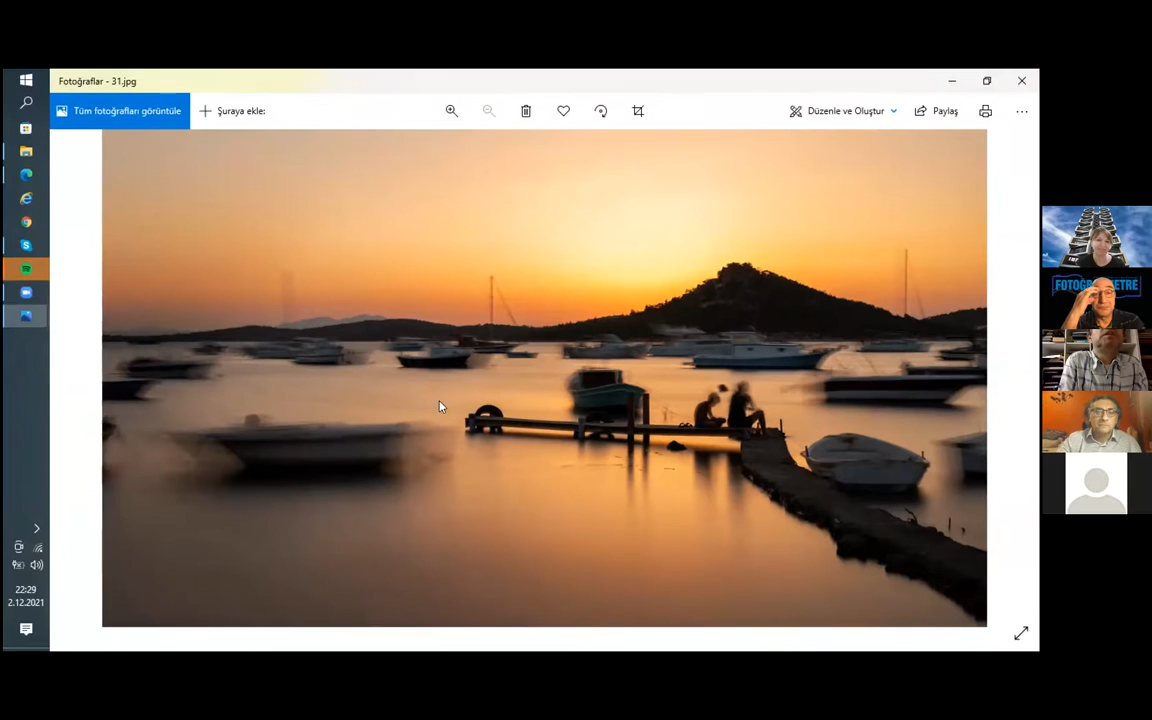 Fotoğraflar - 31.jpg
Tüm fotoğrafları görüntüle
Şuraya ekle:
Düzenle ve Oluştur
Paylaş
22:29
2.12.2021